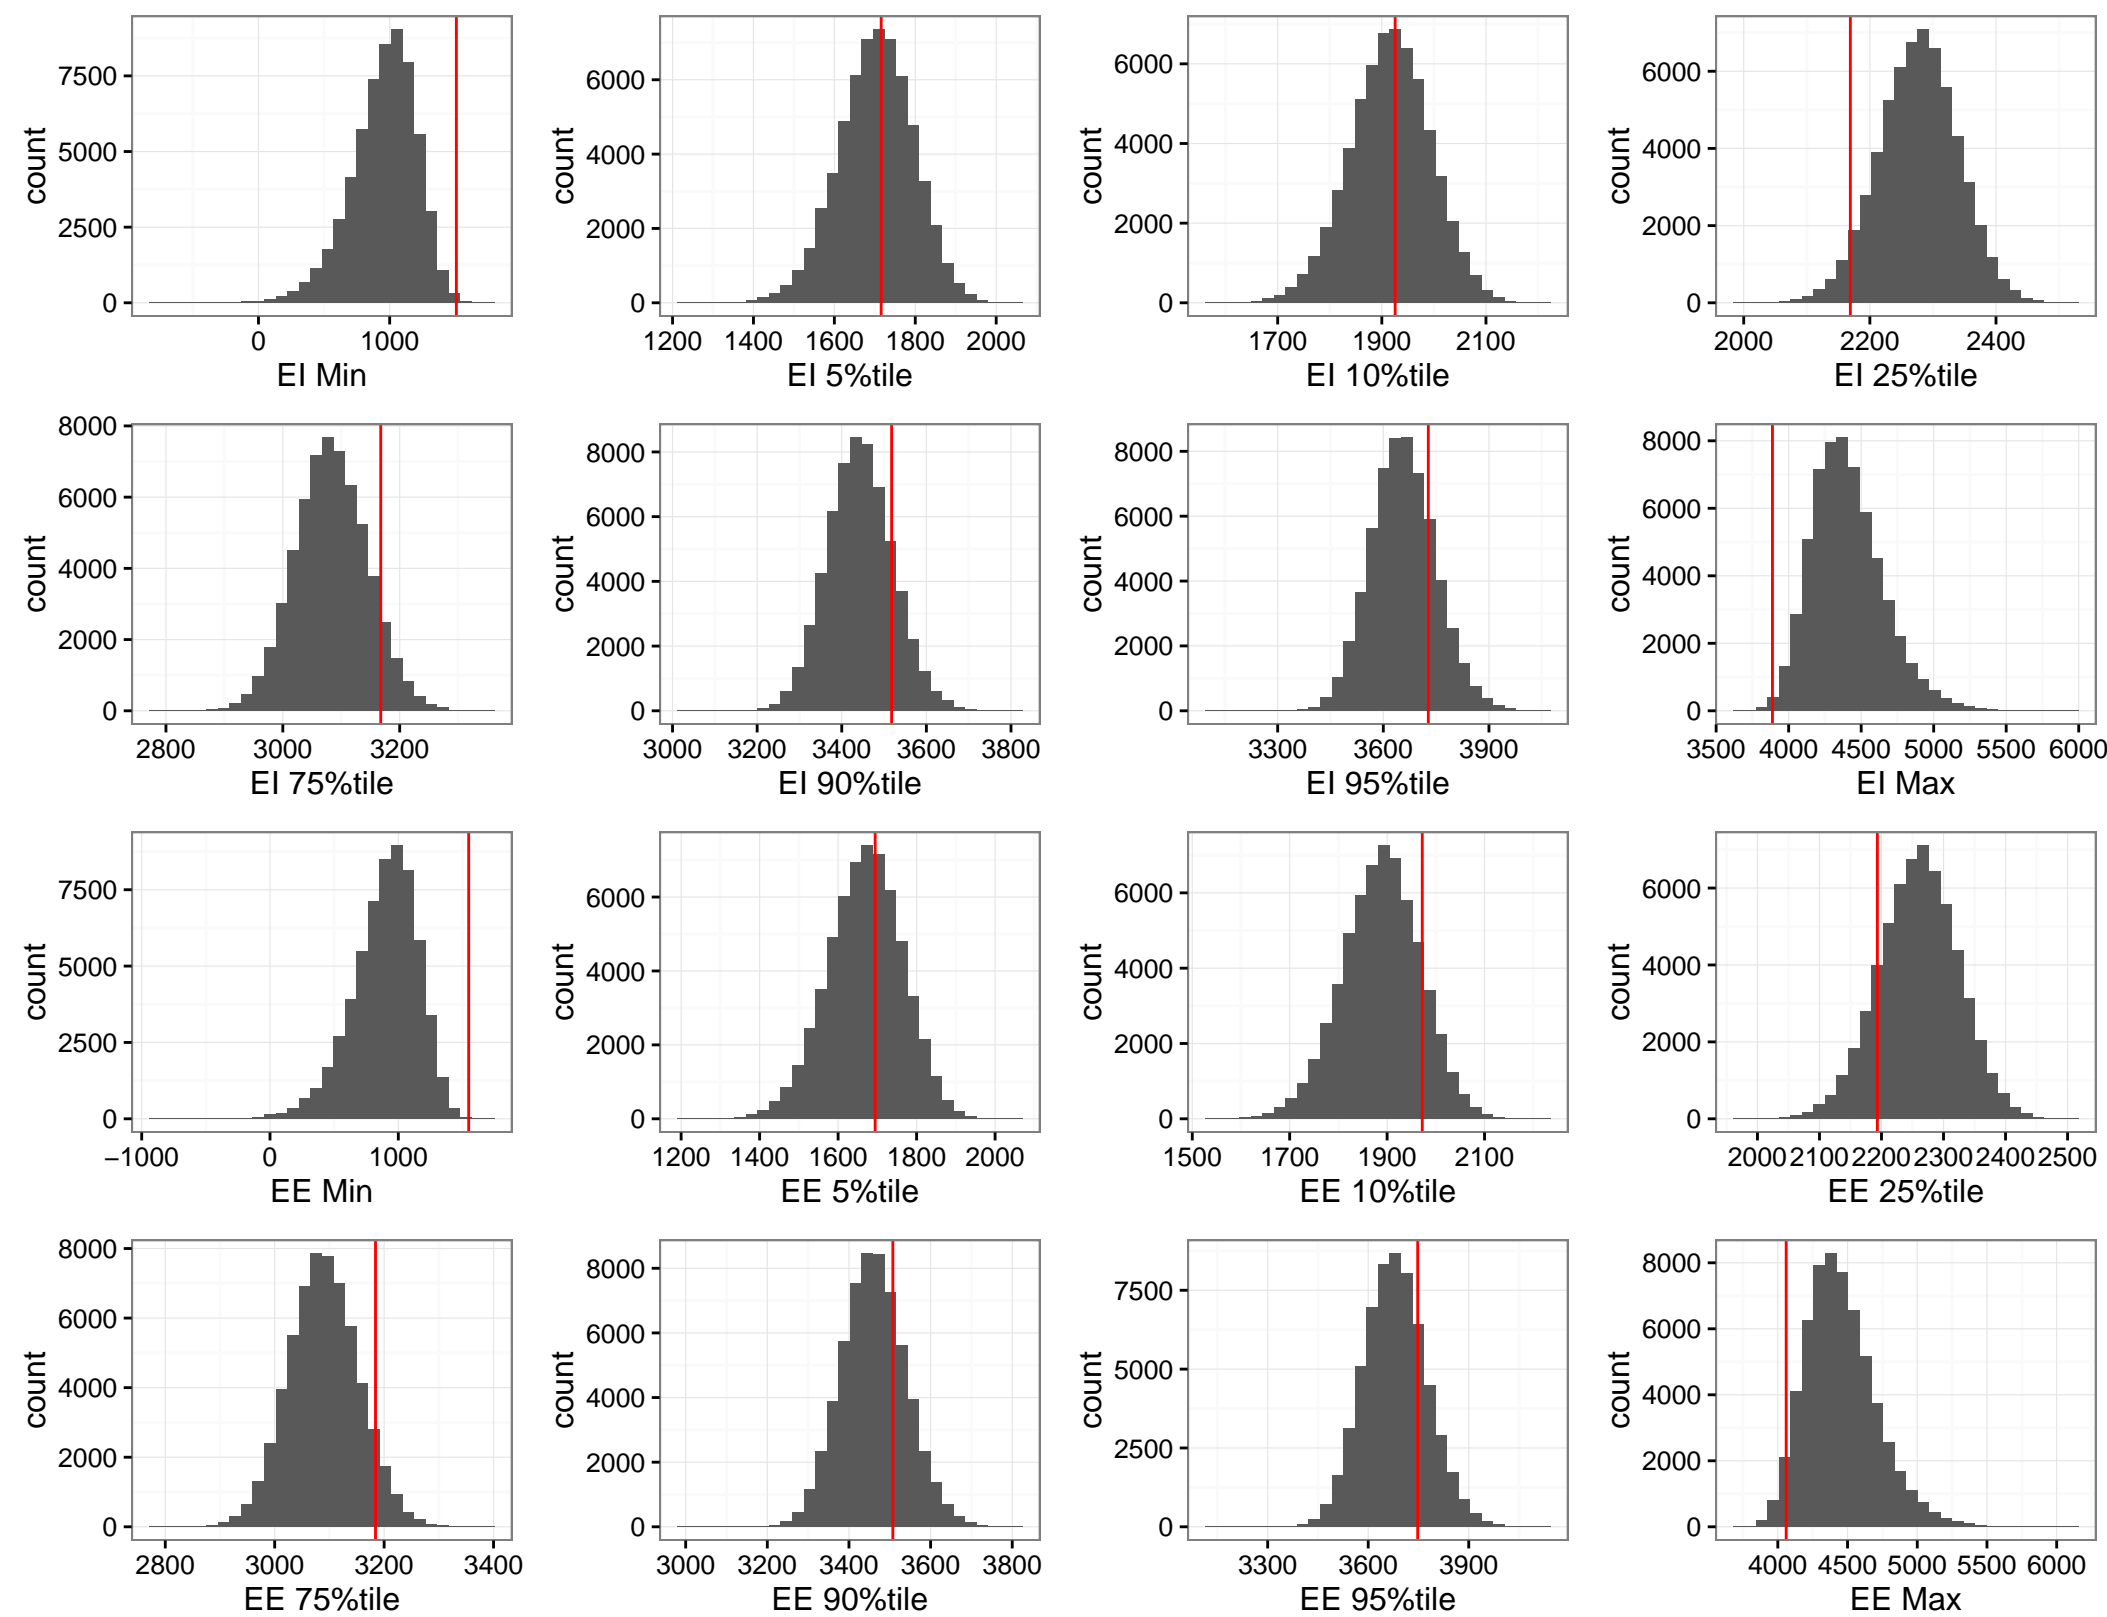 count
7500
5000
2500
0
0 1000
EI Min
count
6000
4000
2000
0
1200 1400 1600 1800 2000
EI 5%tile
count
6000
4000
2000
0
1700 1900 2100
EI 10%tile
count
6000
4000
2000
0
2000 2200 2400
EI 25%tile
count
8000
6000
4000
2000
0
2800 3000 3200
EI 75%tile
count
8000
6000
4000
2000
0
3000 3200 3400 3600 3800
EI 90%tile
count
8000
6000
4000
2000
0
3300 3600 3900
EI 95%tile
count
8000
6000
4000
2000
0
3500 4000 4500 5000 5500 6000
EI Max
count
7500
5000
2500
0
−1000 0 1000
EE Min
count
6000
4000
2000
0
1200 1400 1600 1800 2000
EE 5%tile
count
6000
4000
2000
0
1500 1700 1900 2100
EE 10%tile
count
6000
4000
2000
0
2000 2100 2200 2300 2400 2500
EE 25%tile
count
8000
6000
4000
2000
0
2800 3000 3200 3400
EE 75%tile
count
8000
6000
4000
2000
0
3000 3200 3400 3600 3800
EE 90%tile
count
7500
5000
2500
0
3300 3600 3900
EE 95%tile
count
8000
6000
4000
2000
0
4000 4500 5000 5500 6000
EE Max